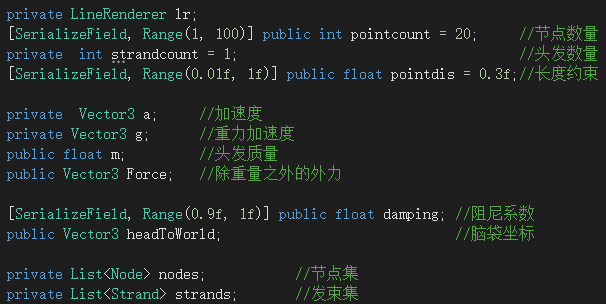 private LineRenderer lr;
[SerializeField, Range(1, 100)] public int pointcount = 20; //节点数量
private int strandcount = 1; //头发数量
[SerializeField, Range(0.01f, 1f)] public float pointdis = 0.3f;//长度约束
private Vector3 a; //加速度
private Vector3 g; //重力加速度
public float m; //头发质量
public Vector3 Force; //除重量之外的外力
[SerializeField, Range(0.9f, 1f)] public float damping; //阻尼系数
public Vector3 headToWorld; //脑袋坐标
private List<Node> nodes; //节点集
private List<Strand> strands; //发束集